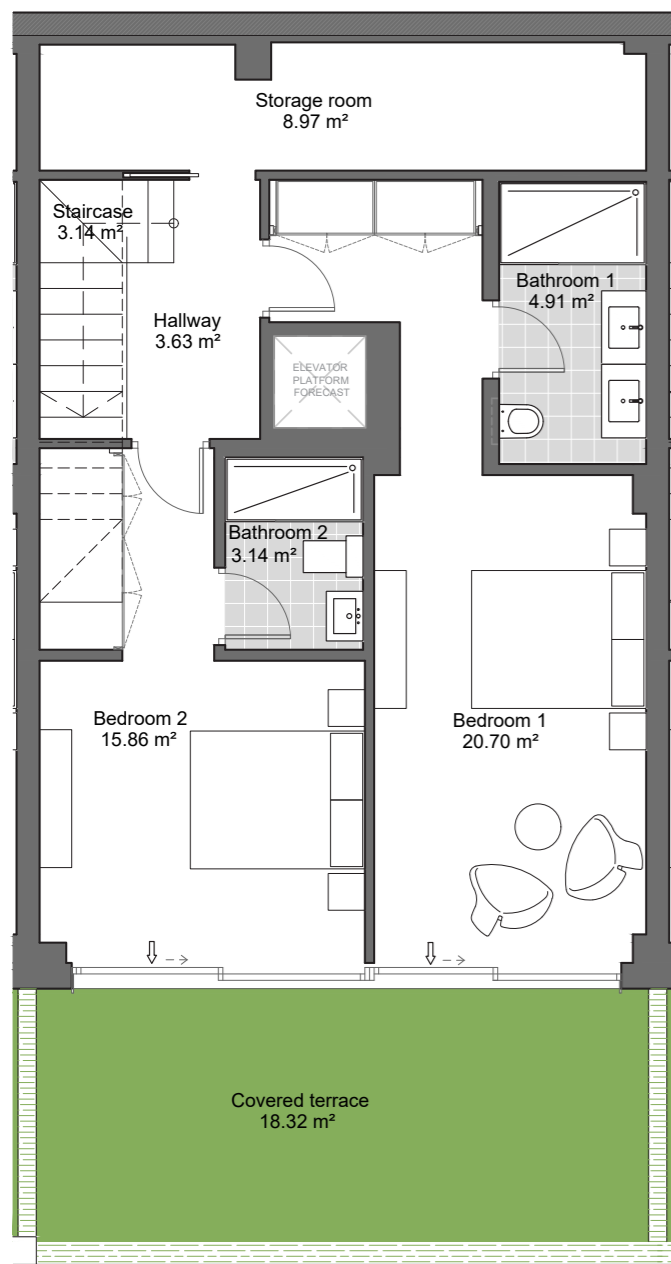 Storage room
8.97 m²
Staircase
3.14 m²
Hallway
3.63 m²
Bathroom 1
4.91 m²
ELEVATOR
PLATFORM
FORECAST
Bathroom 2
3.14 m²
Bedroom 2
15.86 m²
Bedroom 1
20.70 m²
Covered terrace
18.32 m²